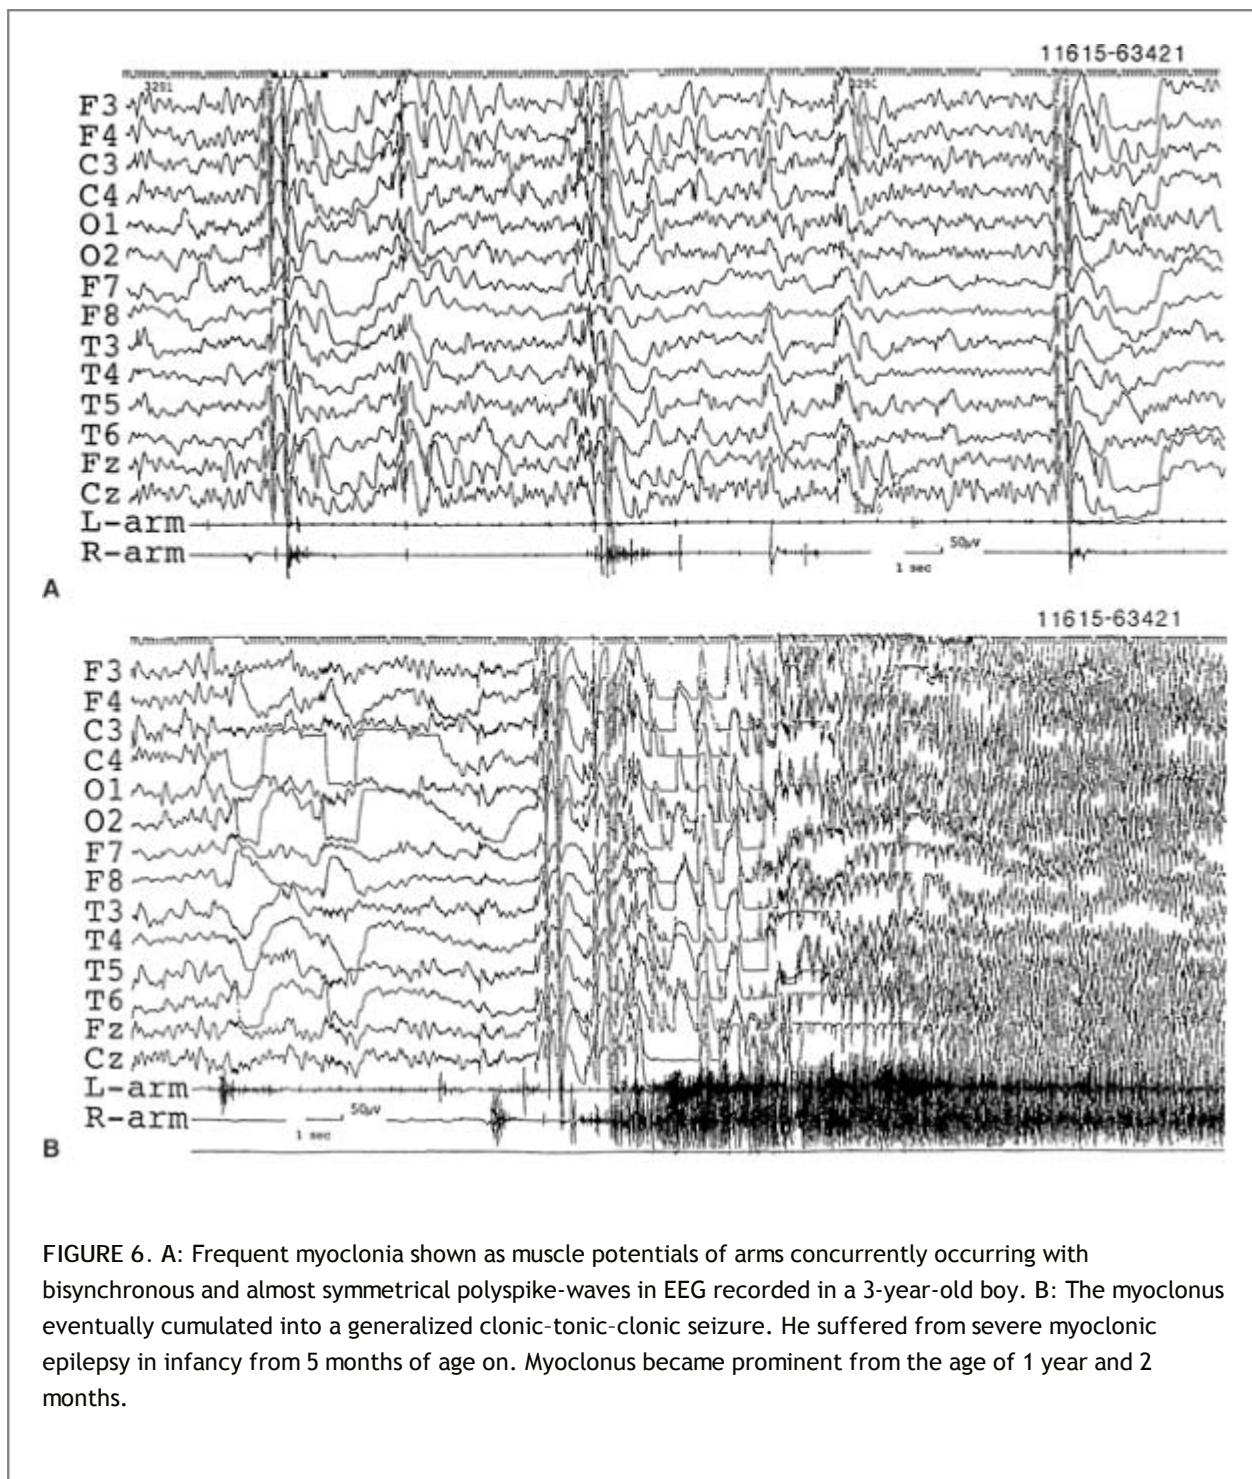 11615-63421
F3
F4
C3
C4
O1
O2
F7
F8
T3
T4
T5
T6
Fz
Cz
L-arm
R-arm
50μV
1 sec
A
11615-63421
F3
F4
C3
C4
O1
O2
F7
F8
T3
T4
T5
T6
Fz
Cz
L-arm
R-arm
50μV
1 sec
B
FIGURE 6. A: Frequent myoclonia shown as muscle potentials of arms concurrently occurring with
bisynchronous and almost symmetrical polyspike-waves in EEG recorded in a 3-year-old boy. B: The myoclonus
eventually cumulated into a generalized clonic-tonic-clonic seizure. He suffered from severe myoclonic
epilepsy in infancy from 5 months of age on. Myoclonus became prominent from the age of 1 year and 2
months.